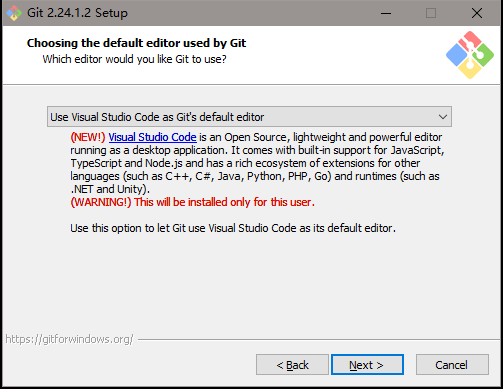 Git 2.24.1.2 Setup
Choosing the default editor used by Git
Which editor would you like Git to use?
Use Visual Studio Code as Git's default editor
(NEW!) Visual Studio Code is an Open Source, lightweight and powerful editor
running as a desktop application. It comes with built-in support for JavaScript,
TypeScript and Node.js and has a rich ecosystem of extensions for other
languages (such as C++, C#, Java, Python, PHP, Go) and runtimes (such as
.NET and Unity).
(WARNING!) This will be installed only for this user.
Use this option to let Git use Visual Studio Code as its default editor.
https://gitforwindows.org/
< Back
Next >
Cancel